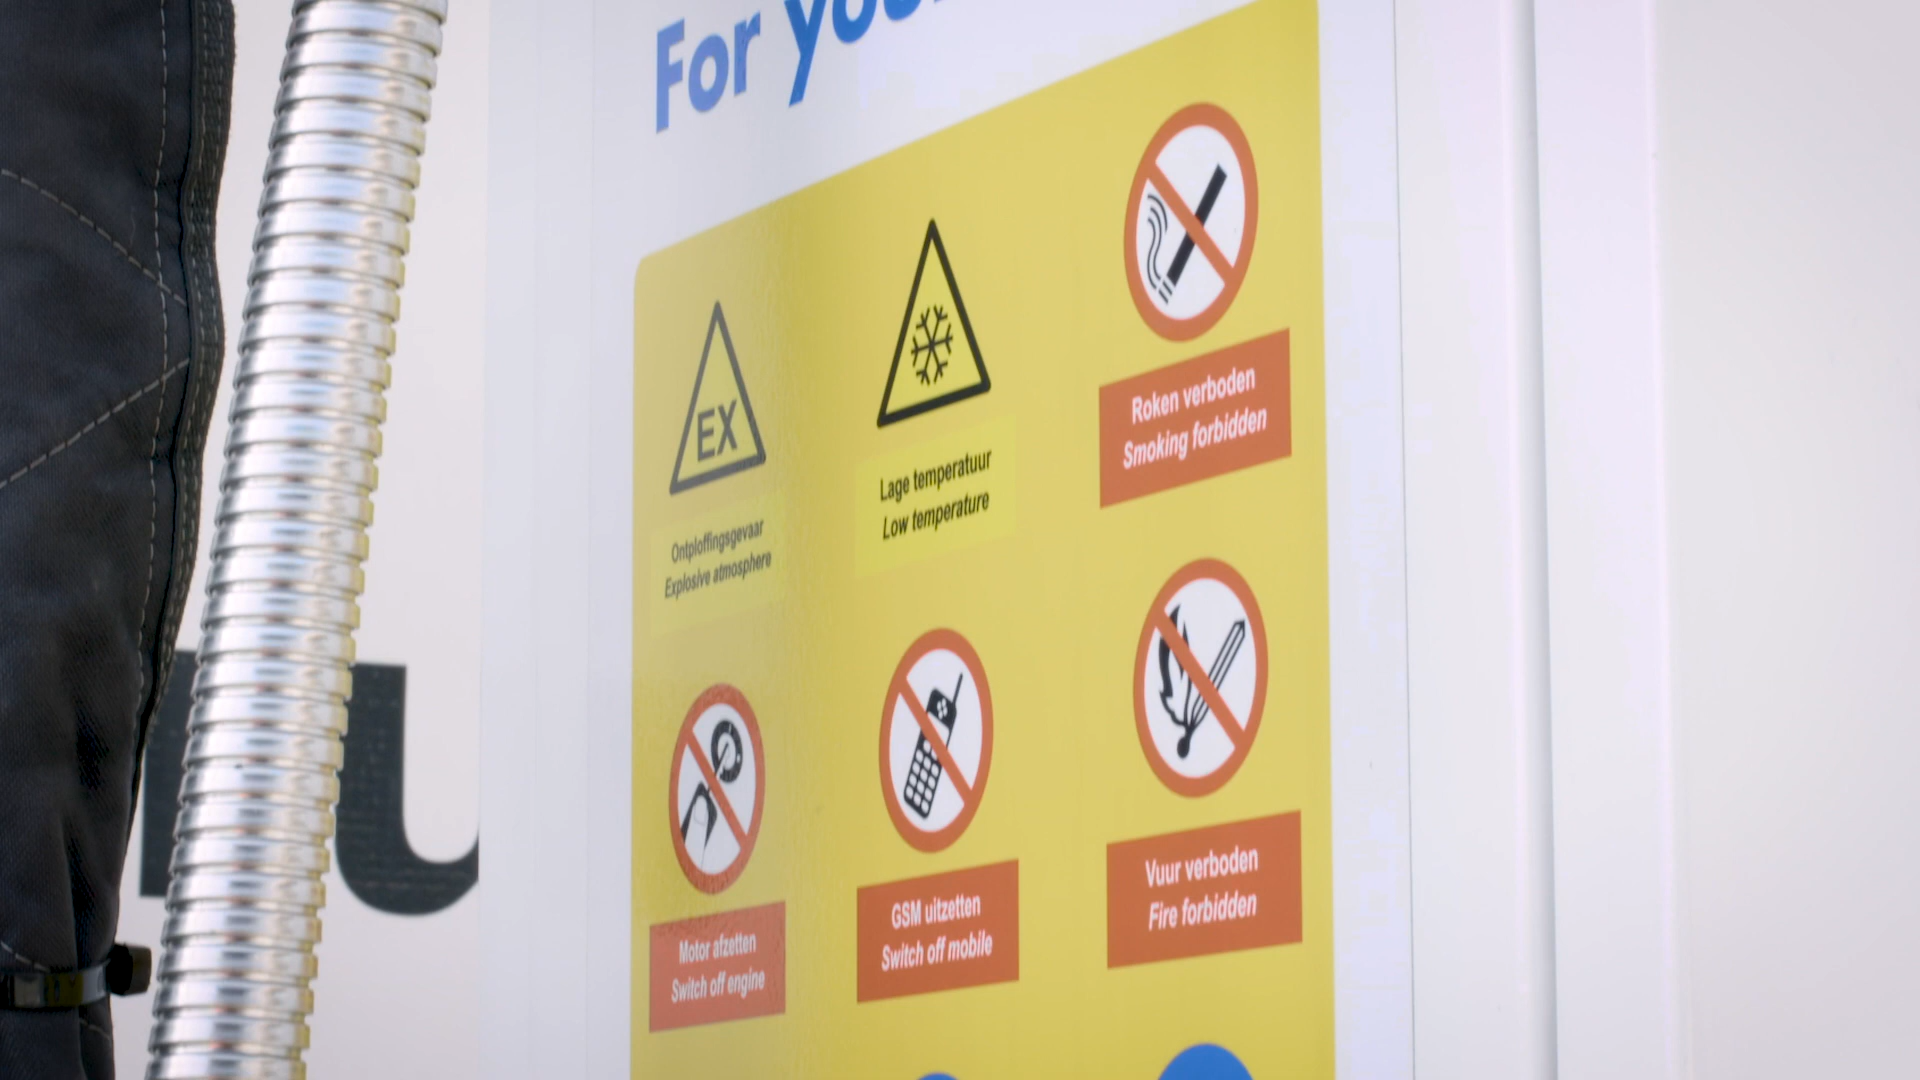 For
EX
Ontploffingsgevaar
Explosive atmosphere
Lage temperatuur
Low temperature
Roken verboden
Smoking forbidden
Motor afzetten
Switch off engine
GSM uitzetten
Switch off mobile
Vuur verboden
Fire forbidden